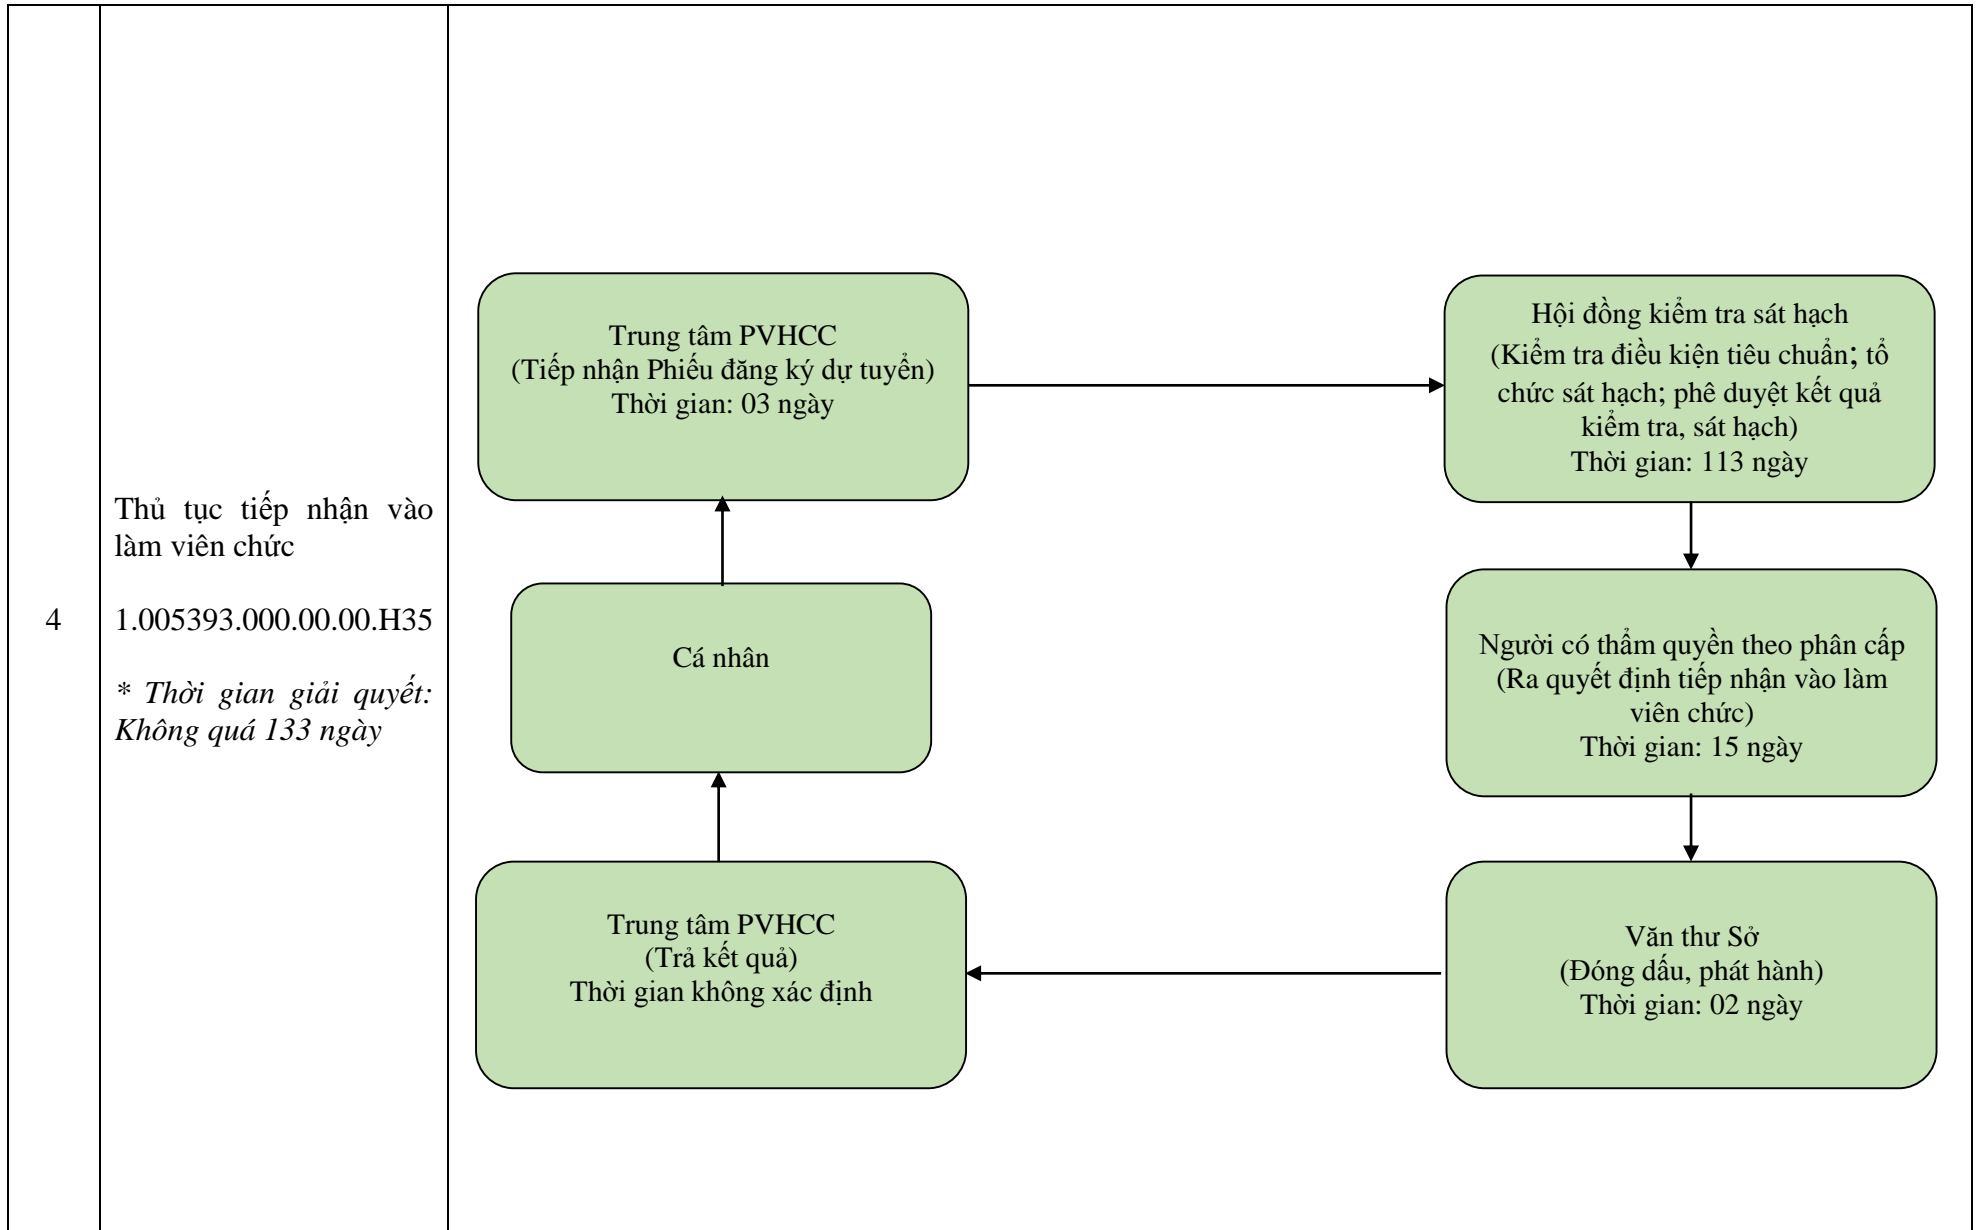 4
Thủ tục tiếp nhận vào
làm viên chức
1.005393.000.00.00.H35
* Thời gian giải quyết:
Không quá 133 ngày
Trung tâm PVHCC
(Tiếp nhận Phiếu đăng ký dự tuyển)
Thời gian: 03 ngày
Hội đồng kiểm tra sát hạch
(Kiểm tra điều kiện tiêu chuẩn; tổ
chức sát hạch; phê duyệt kết quả
kiểm tra, sát hạch)
Thời gian: 113 ngày
Cá nhân
Người có thẩm quyền theo phân cấp
(Ra quyết định tiếp nhận vào làm
viên chức)
Thời gian: 15 ngày
Trung tâm PVHCC
(Trả kết quả)
Thời gian không xác định
Văn thư Sở
(Đóng dấu, phát hành)
Thời gian: 02 ngày